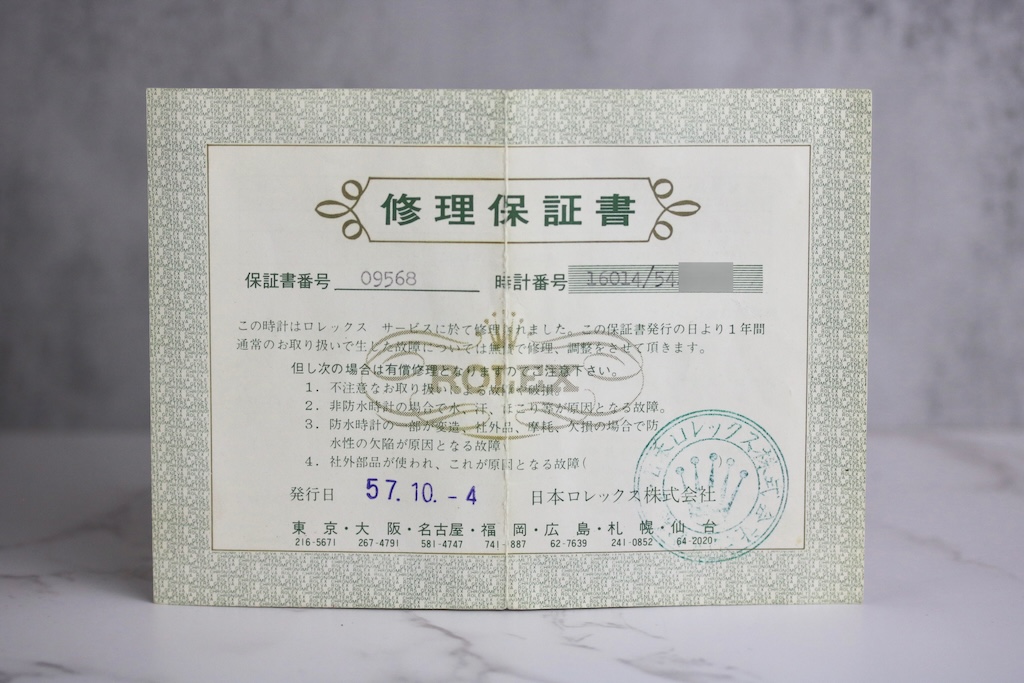 修理保証書
保証書番号 09568 時計番号 16014/54
この時計はロレックス サービスに於て修理されました。この保証書発行の日より1年間
通常のお取り扱いで生じた故障については無償で修理、調整をさせて頂きます。
但し次の場合は有償修理となりますのでご注意下さい。
ROLEX
1. 不注意なお取り扱いによる故障や破損。
2. 非防水時計の場合で水、汗、ほこり等が原因となる故障。
3. 防水時計の一部が変造、社外品、摩耗、欠損の場合で防
水性の欠陥が原因となる故障
4. 社外部品が使われ、これが原因となる故障
発行日 57.10.-4 日本ロレックス株式会社
日本ロレックス株式会社
東京・大阪・名古屋・福岡・広島・札幌・仙台
216-5671 267-4791 581-4747 741- 887 62-7639 241-0852 64-2020